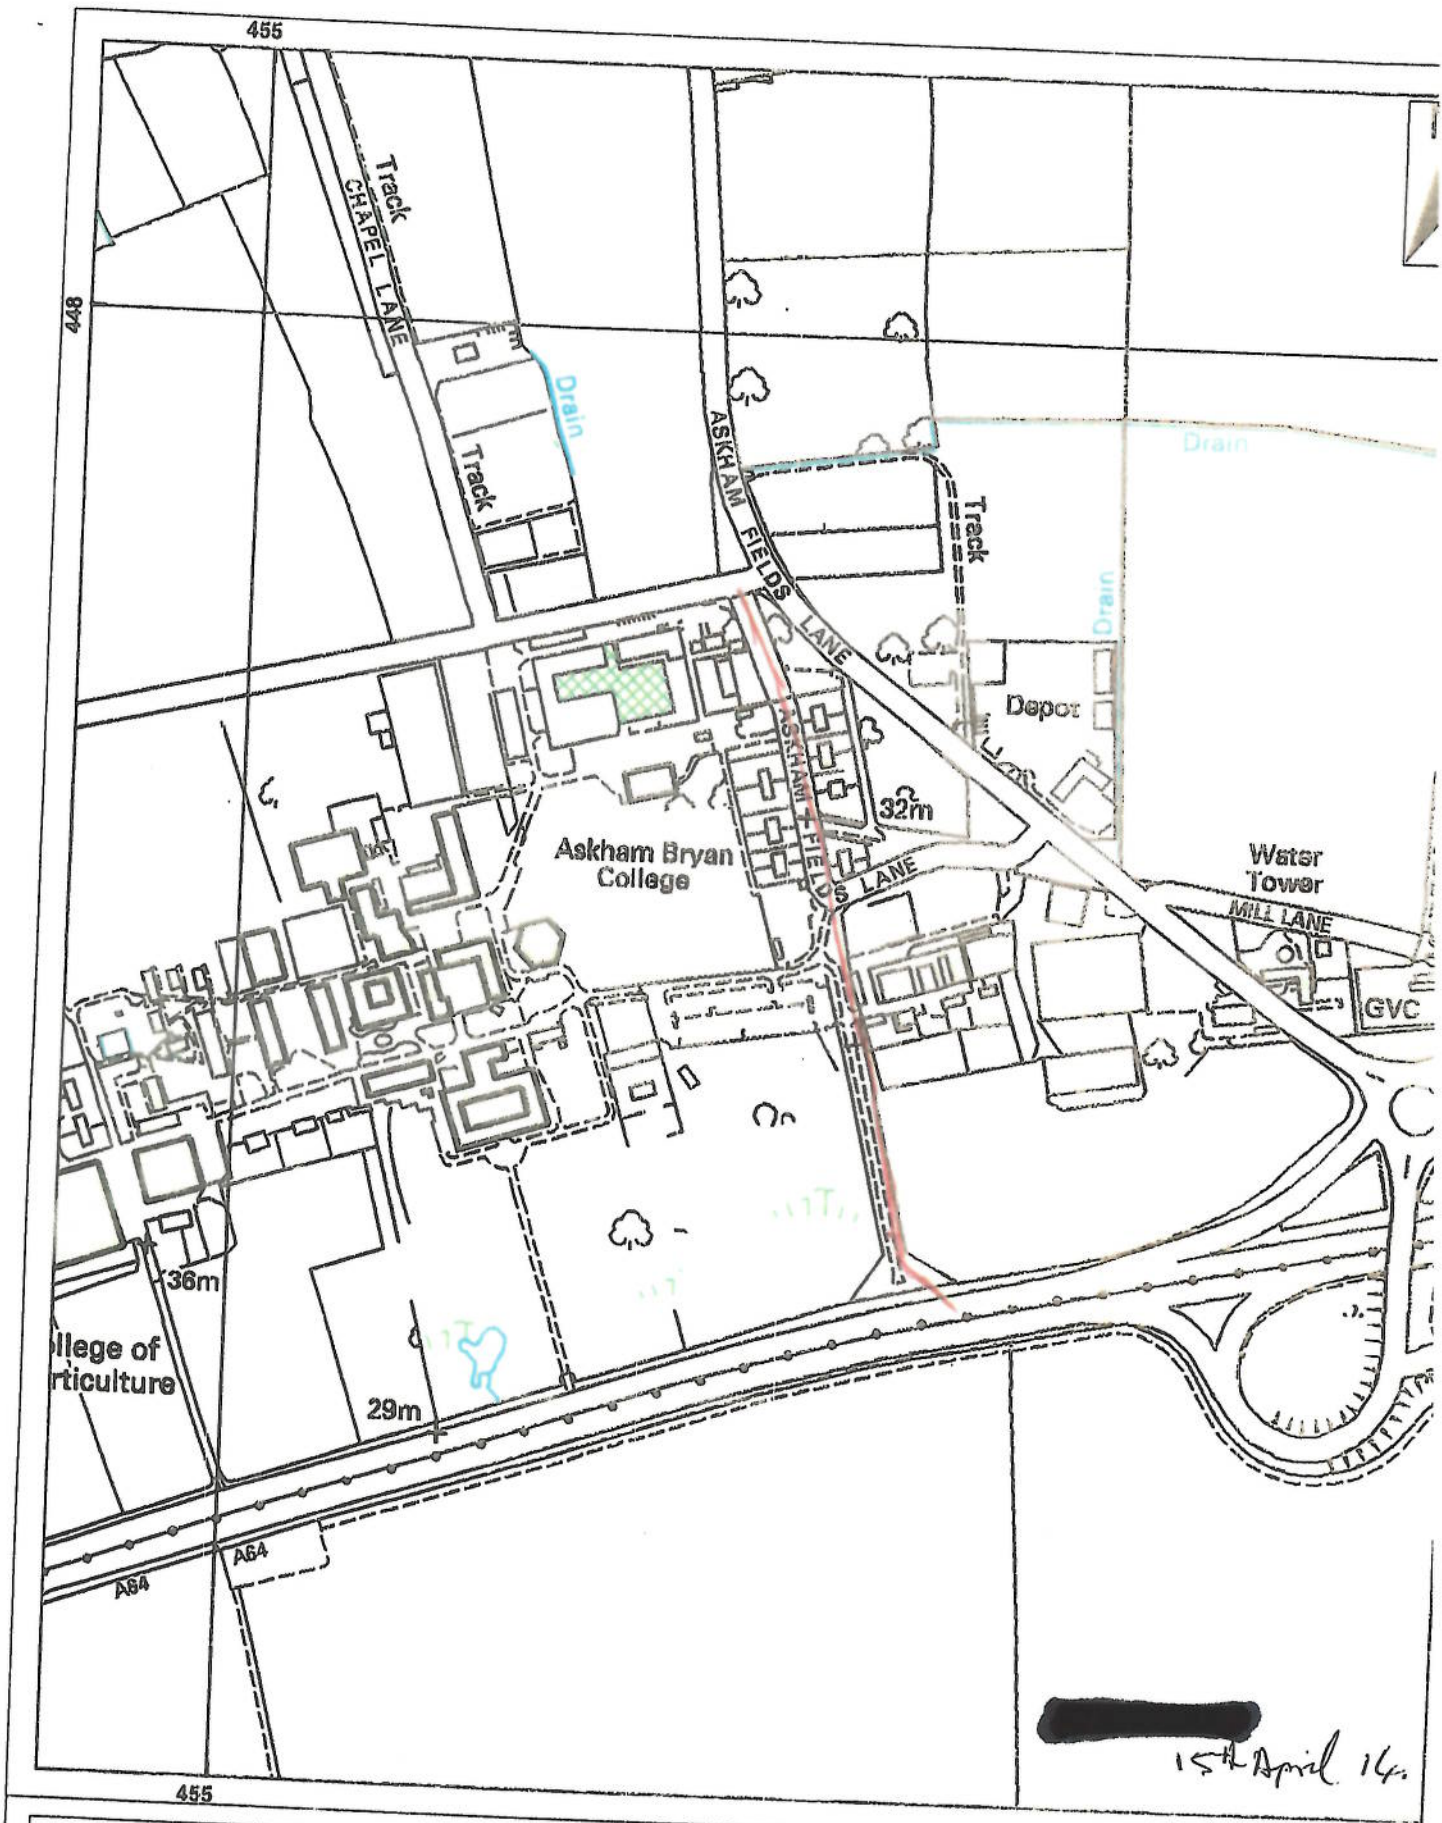 455
448
Track
CHAPEL LANE
Drain
Track
ASKHAM FIELDS LANE
Drain
Track
Drain
Depot
ASKHAM FIELDS LANE
32m
Askham Bryan
College
Water
Tower
MILL LANE
GVC
36m
llege of
rticulture
29m
A64
A64
15th April 14.
455